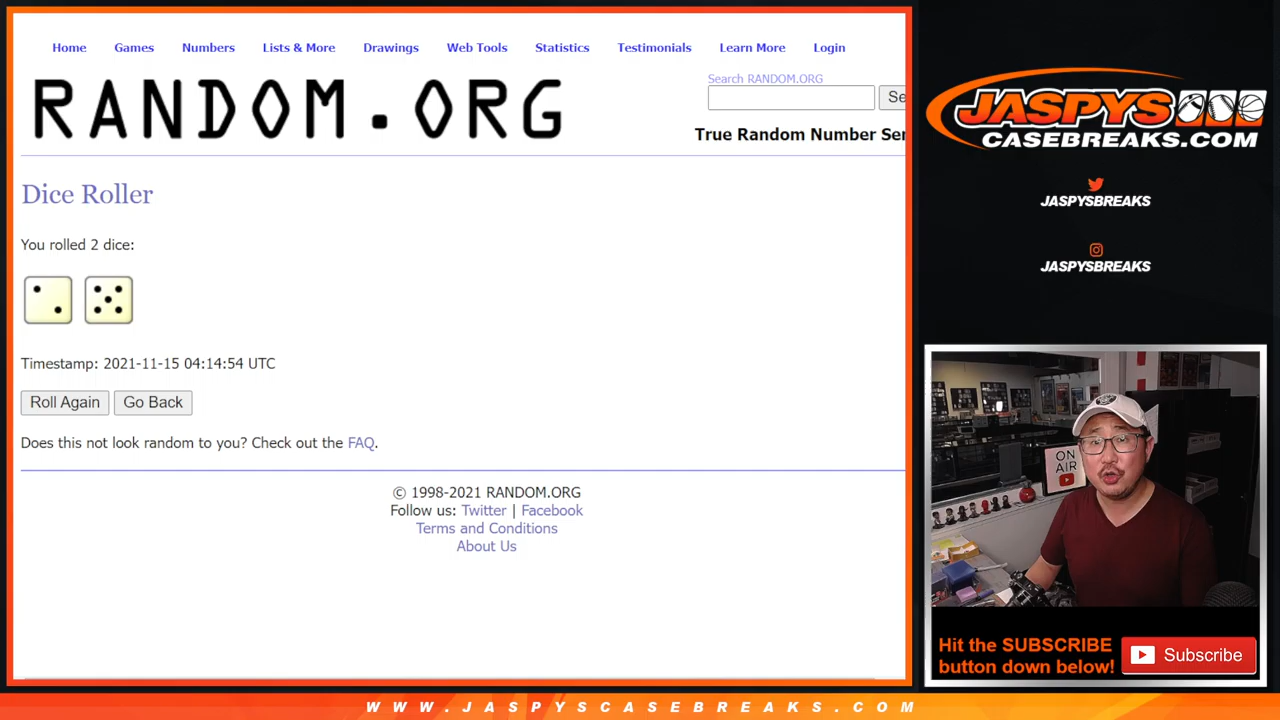 Home Games Numbers Lists & More Drawings Web Tools Statistics Testimonials Learn More Login
RANDOM.ORG
Search RANDOM.ORG
Se
True Random Number Ser
Dice Roller
You rolled 2 dice:
Timestamp: 2021-11-15 04:14:54 UTC
Roll Again Go Back
Does this not look random to you? Check out the FAQ.
© 1998-2021 RANDOM.ORG
Follow us: Twitter | Facebook
Terms and Conditions
About Us
JASPYS
CASEBREAKS.COM
JASPYSBREAKS
JASPYSBREAKS
ON
AIR
Hit the SUBSCRIBE
button down below!
Subscribe
WWW.JASPYSCASEBREAKS.COM